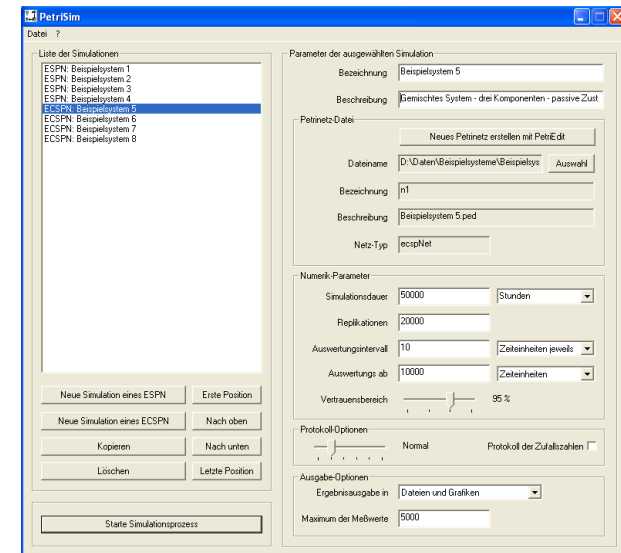 PetriSim
Datei ?
Liste der Simulationen
ESPN: Beispielsystem 1
ESPN: Beispielsystem 2
ESPN: Beispielsystem 3
ESPN: Beispielsystem 4
ECSPN: Beispielsystem 5
ECSPN: Beispielsystem 6
ECSPN: Beispielsystem 7
ECSPN: Beispielsystem 8
Neue Simulation eines ESPN
Erste Position
Neue Simulation eines ECSPN
Nach oben
Kopieren
Nach unten
Löschen
Letzte Position
Starte Simulationsprozess
Parameter der ausgewählten Simulation
Bezeichnung Beispielsystem 5
Beschreibung Gemischtes System - drei Komponenten - passive Zust
Petrinetz-Datei
Neues Petrinetz erstellen mit PetriEdit
Dateiname D:\Daten\Beispielsysteme\Beispielsys Auswahl
Bezeichnung n1
Beschreibung Beispielsystem 5.ped
Netz-Typ ecspNet
Numerik-Parameter
Simulationsdauer 50000 Stunden
Replikationen 20000
Auswertungsintervall 10 Zeiteinheiten jeweils
Auswertungs ab 10000 Zeiteinheiten
Vertrauensbereich 95 %
Protokoll-Optionen
Normal Protokoll der Zufallszahlen
Ausgabe-Optionen
Ergebnisausgabe in Dateien und Grafiken
Maximum der Meßwerte 5000